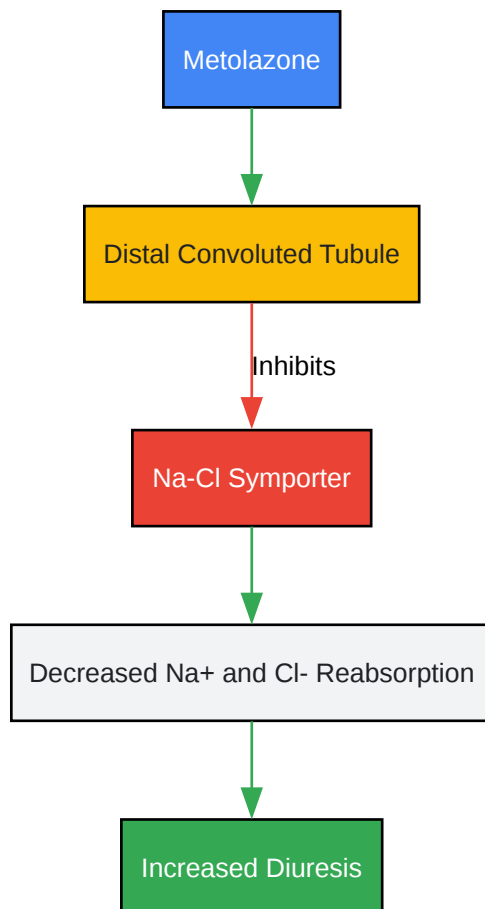 Metolazone
Distal Convoluted Tubule
Inhibits
Na-Cl Symporter
Decreased Na+ and Cl- Reabsorption
Increased Diuresis